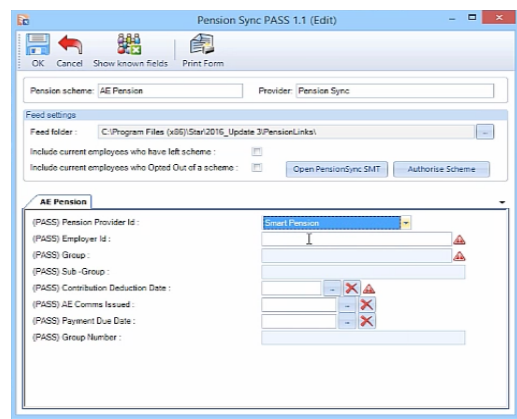 Pension Sync PASS 1.1 (Edit)
OK Cancel Show known fields Print Form
Pension scheme: AE Pension Provider: Pension Sync
Feed settings
Feed folder : C:\Program Files (x86)\Star\2016_Update 3\PensionLinks\
Include current employees who have left scheme :
Include current employees who Opted Out of a scheme : Open PensionSync SMT Authorise Scheme
AE Pension
(PASS) Pension Provider Id : Smart Pension
(PASS) Employer Id :
(PASS) Group :
(PASS) Sub -Group :
(PASS) Contribution Deduction Date :
(PASS) AE Comms Issued :
(PASS) Payment Due Date :
(PASS) Group Number :